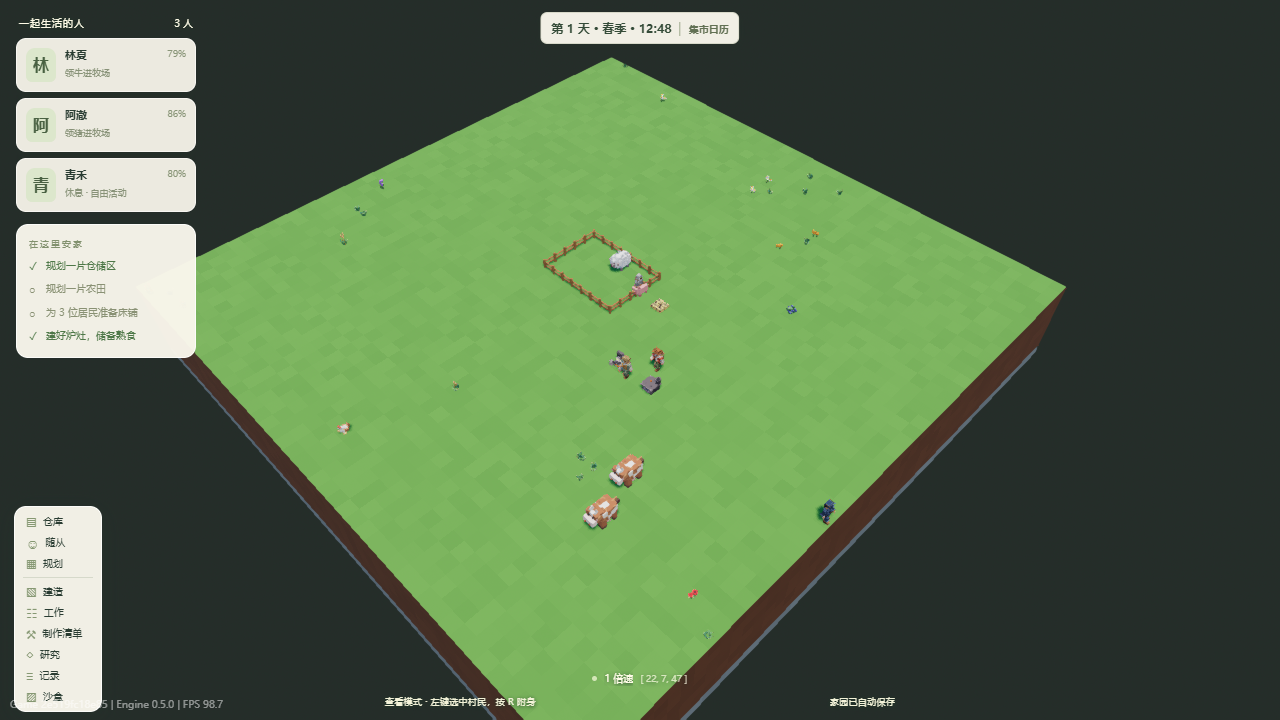 一起生活的人 3 人
林
林夏 79%
领牛进牧场
阿
阿澈 86%
领猪进牧场
青
青禾 80%
休息 · 自由活动
在这里安家
✓ 规划一片仓储区
○ 规划一片农田
○ 为 3 位居民准备床铺
✓ 建好炉灶，储备熟食
第 1 天 • 春季 • 12:48 | 集市日历
仓库
随从
规划
建造
工作
制作清单
研究
记录
沙盒
| Engine 0.5.0 | FPS 98.7
1 倍速 [ 22, 7, 47 ]
查看模式 · 左键选中村民，按 R 附身
家园已自动保存